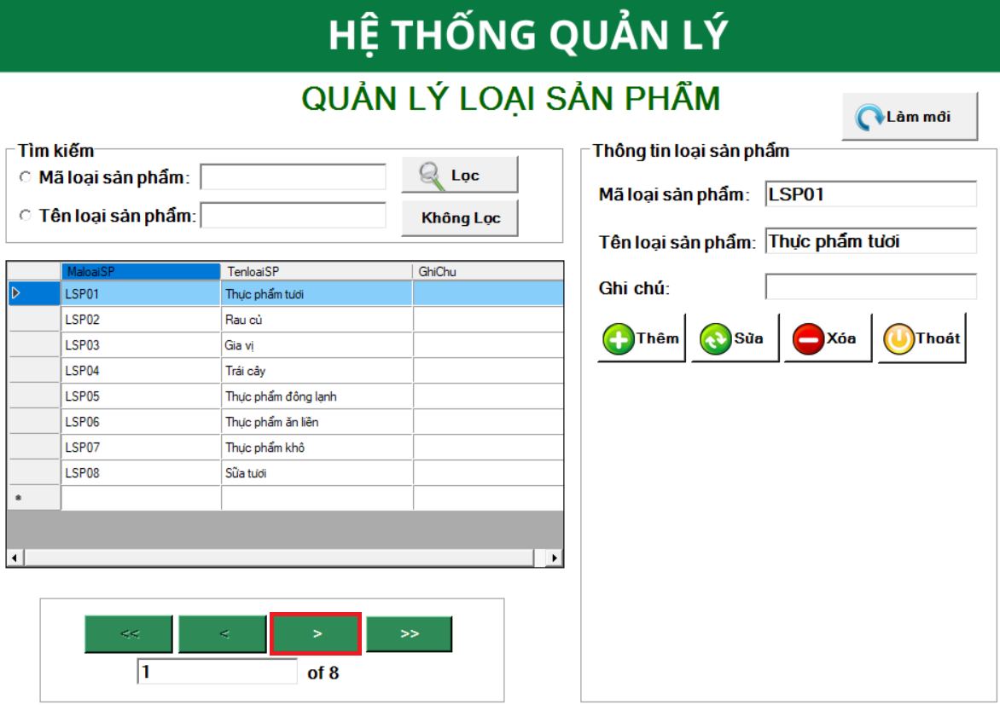 HỆ THỐNG QUẢN LÝ
QUẢN LÝ LOẠI SẢN PHẨM
Làm mới
Tìm kiếm
Mã loại sản phẩm:
Lọc
Tên loại sản phẩm:
Không Lọc
MaloaiSP TenloaiSP GhiChu
LSP01 Thực phẩm tươi
LSP02 Rau củ
LSP03 Gia vị
LSP04 Trái cây
LSP05 Thực phẩm đông lạnh
LSP06 Thực phẩm ăn liền
LSP07 Thực phẩm khô
LSP08 Sữa tươi
*
<< < > >>
1 of 8
Thông tin loại sản phẩm
Mã loại sản phẩm: LSP01
Tên loại sản phẩm: Thực phẩm tươi
Ghi chú:
Thêm Sửa Xóa Thoát